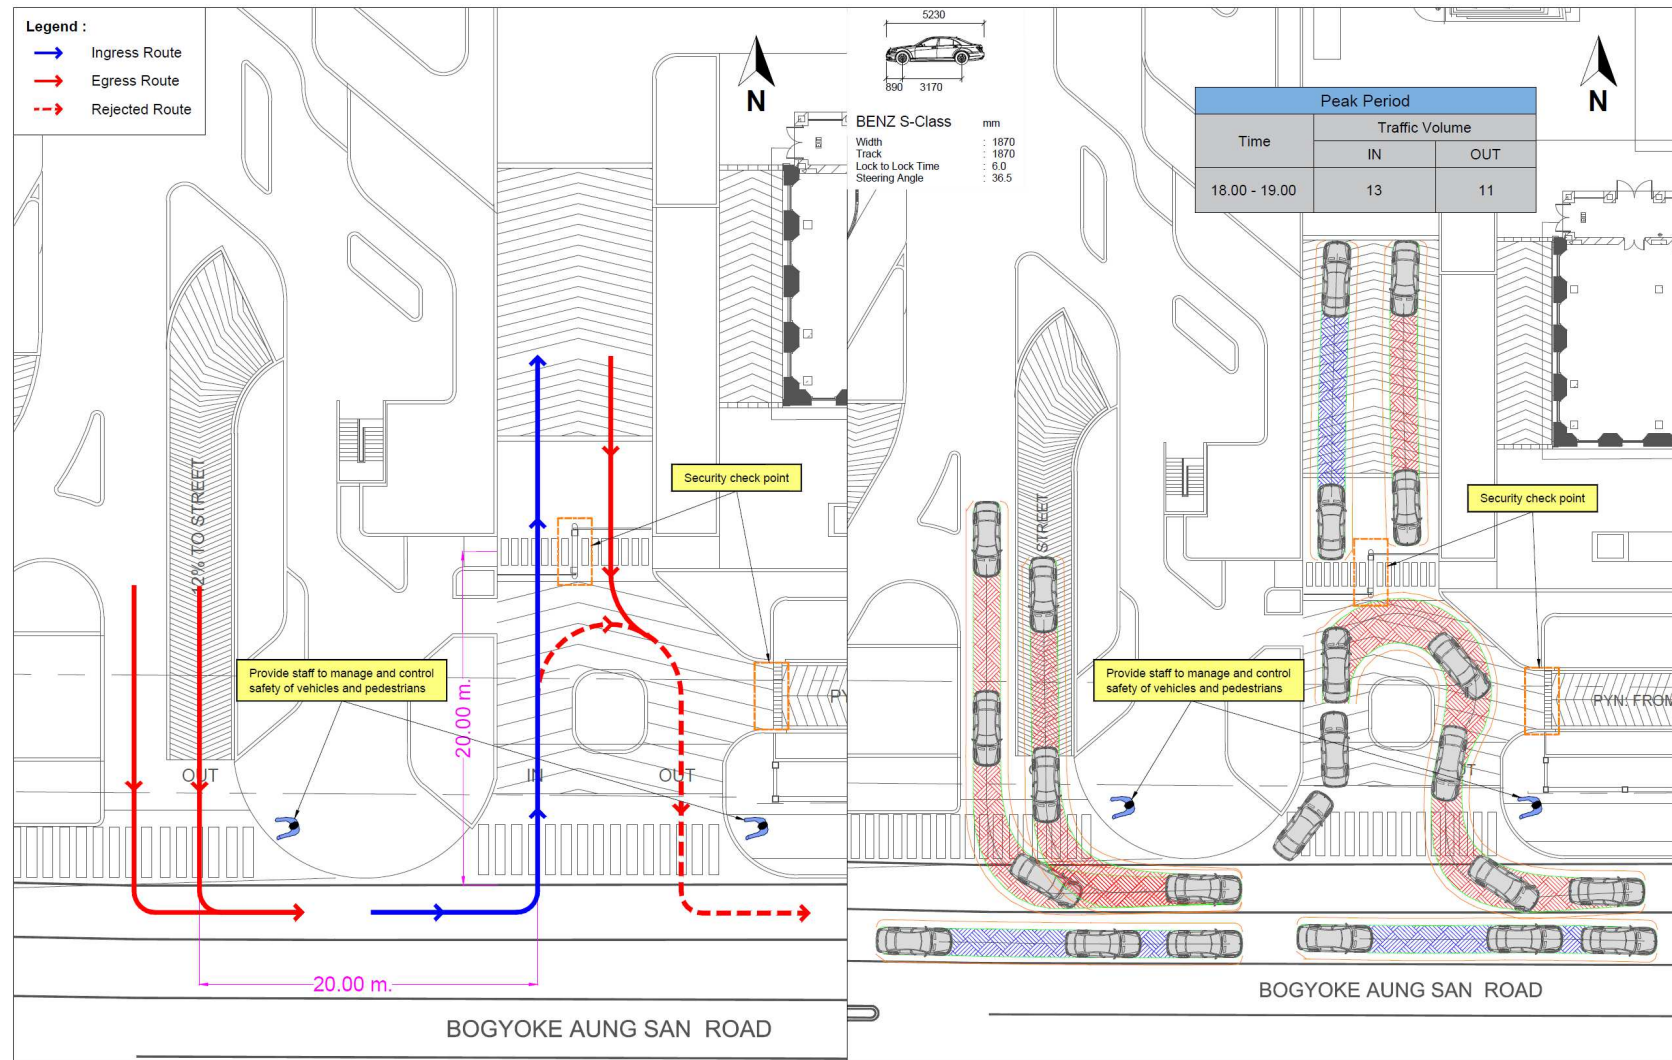 Legend :
Ingress Route
Egress Route
Rejected Route
N
12% TO STREET
Security check point
Provide staff to manage and control
safety of vehicles and pedestrians
20.00 m.
OUT
IN
OUT
20.00 m.
BOGYOKE AUNG SAN ROAD
5230
890
3170
BENZ S-Class
mm
Width : 1870
Track : 1870
Lock to Lock Time : 6.0
Steering Angle : 36.5
Peak Period
Time
Traffic Volume
IN
OUT
18.00 - 19.00
13
11
N
STREET
Security check point
Provide staff to manage and control
safety of vehicles and pedestrians
PYN: FROM
BOGYOKE AUNG SAN ROAD